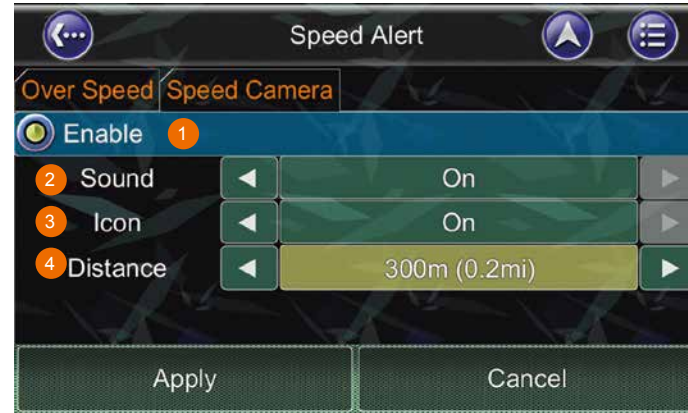 Speed Alert
Over Speed Speed Camera
Enable 1
2 Sound On
3 Icon On
4 Distance 300m (0.2mi)
Apply Cancel